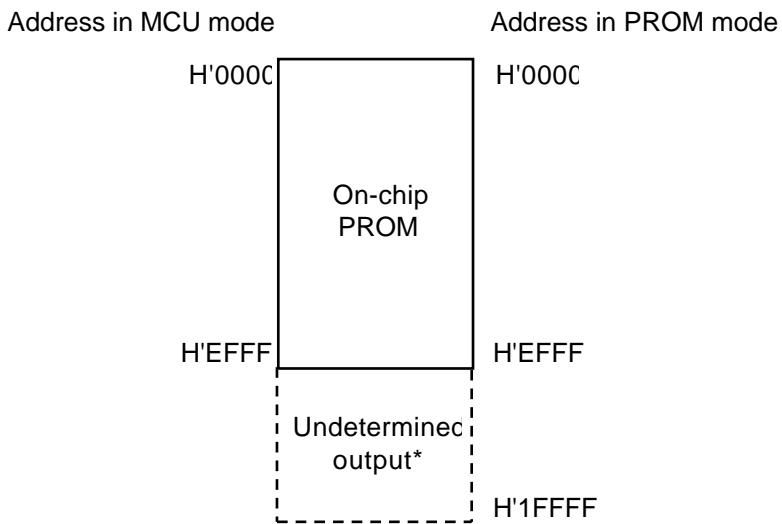 Address in MCU mode Address in PROM mode
H'0000 H'0000
On-chip
PROM
H'EFFF H'EFFF
Undetermined
output*
H'1FFFF